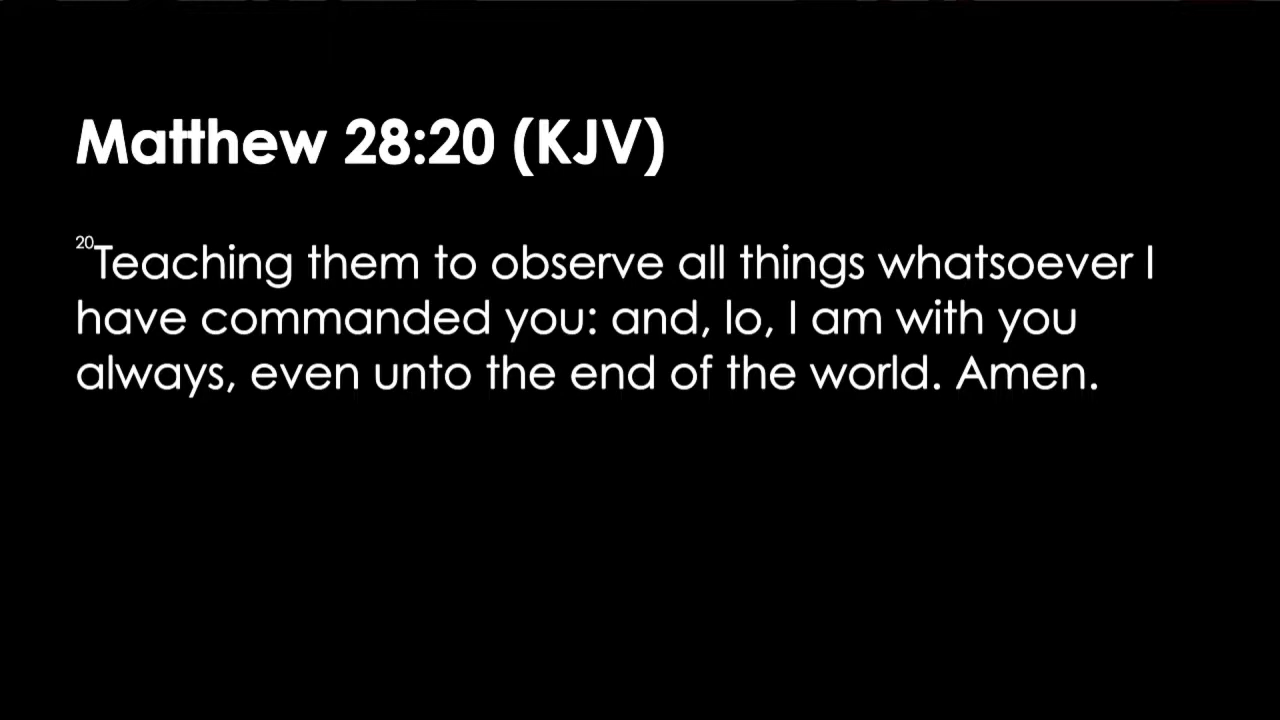 Matthew 28:20 (KJV)
20Teaching them to observe all things whatsoever I
have commanded you: and, lo, I am with you
always, even unto the end of the world. Amen.